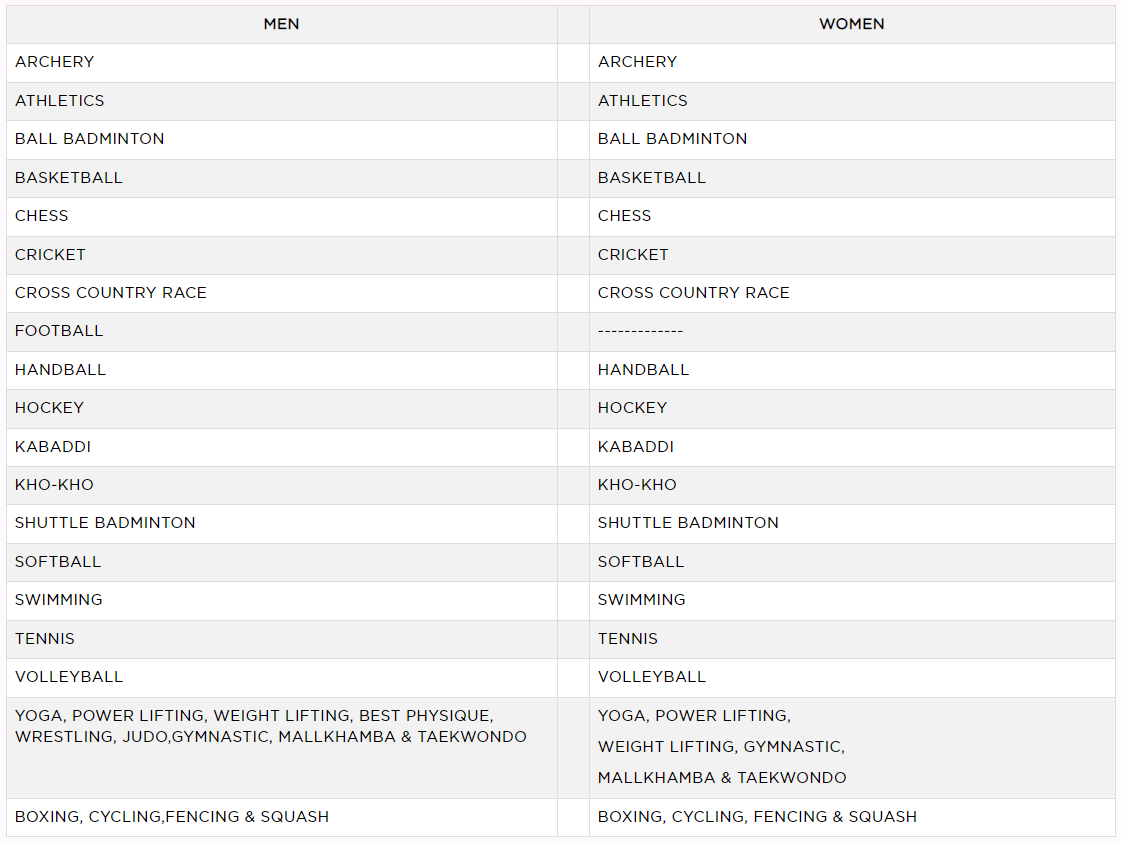 MEN WOMEN
ARCHERY ARCHERY
ATHLETICS ATHLETICS
BALL BADMINTON BALL BADMINTON
BASKETBALL BASKETBALL
CHESS CHESS
CRICKET CRICKET
CROSS COUNTRY RACE CROSS COUNTRY RACE
FOOTBALL -------------
HANDBALL HANDBALL
HOCKEY HOCKEY
KABADDI KABADDI
KHO-KHO KHO-KHO
SHUTTLE BADMINTON SHUTTLE BADMINTON
SOFTBALL SOFTBALL
SWIMMING SWIMMING
TENNIS TENNIS
VOLLEYBALL VOLLEYBALL
YOGA, POWER LIFTING, WEIGHT LIFTING, BEST PHYSIQUE,
WRESTLING, JUDO,GYMNASTIC, MALLKHAMBA & TAEKWONDO
YOGA, POWER LIFTING,
WEIGHT LIFTING, GYMNASTIC,
MALLKHAMBA & TAEKWONDO
BOXING, CYCLING,FENCING & SQUASH BOXING, CYCLING, FENCING & SQUASH